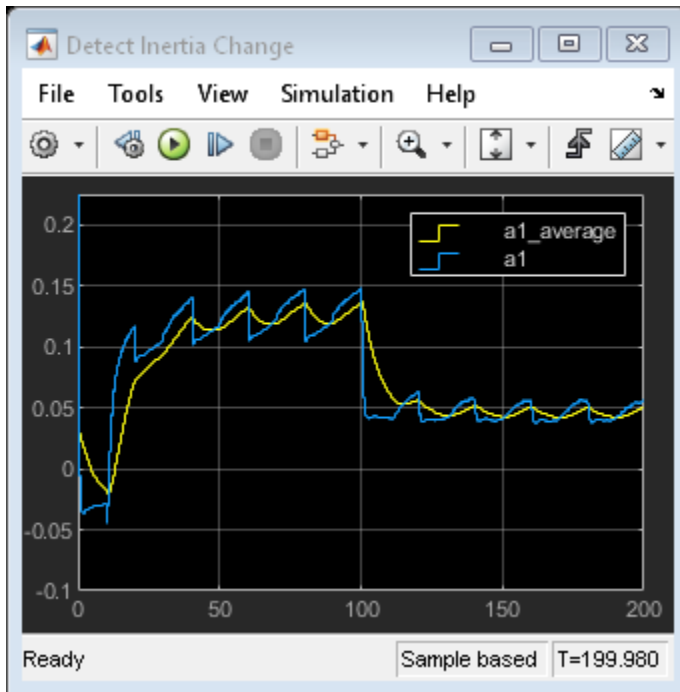 Detect Inertia Change
File Tools View Simulation Help
0.2
0.15
0.1
0.05
0
-0.05
-0.1
a1_average
a1
0 50 100 150 200
Ready Sample based T=199.980